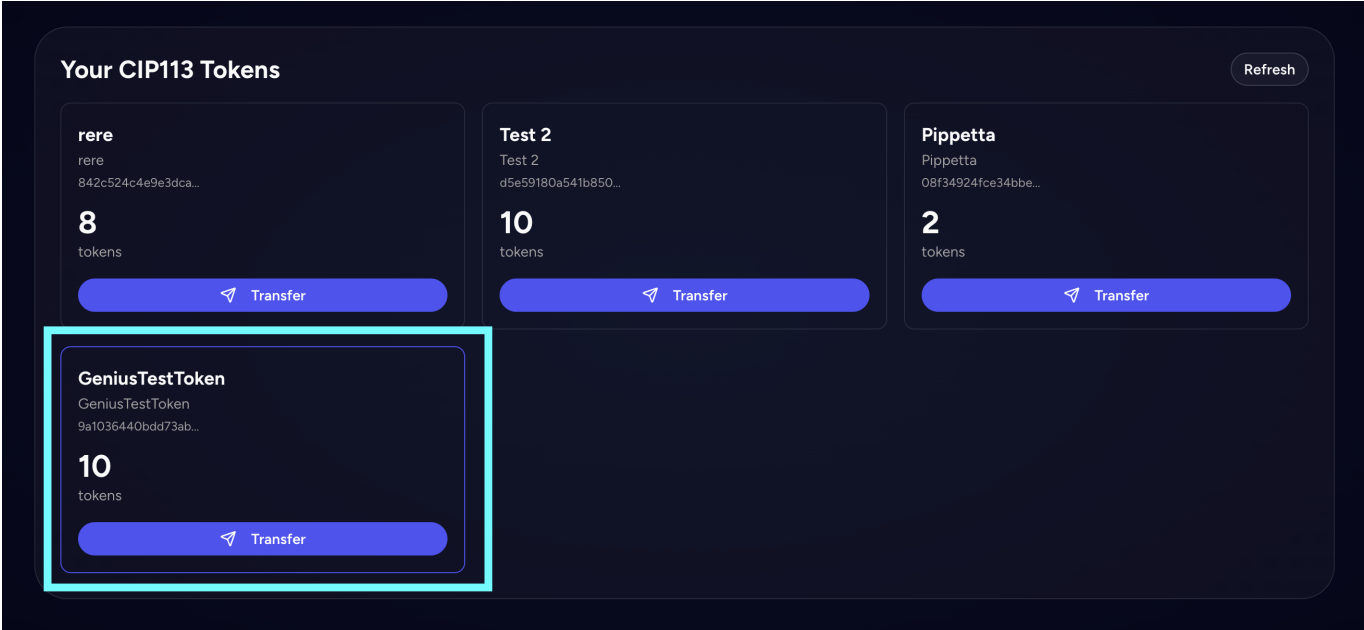 Your CIP113 Tokens
Refresh
rere
rere
842c524c4e9e3dca...
8
tokens
Transfer
Test 2
Test 2
d5e59180a541b850...
10
tokens
Transfer
Pippetta
Pippetta
08f34924fce34bbe...
2
tokens
Transfer
GeniusTestToken
GeniusTestToken
9a1036440bdd73ab...
10
tokens
Transfer